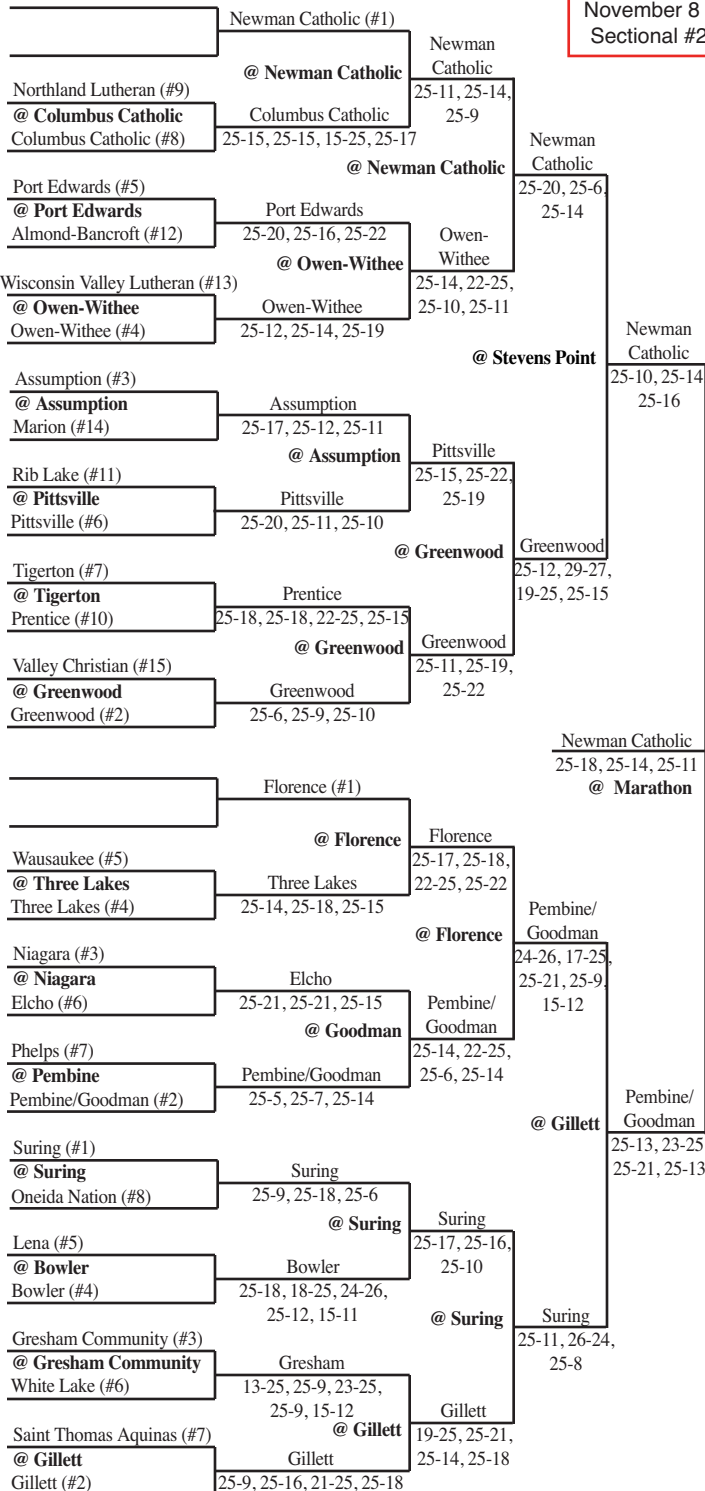 November 8
Sectional #2
Newman Catholic (#1)
@ Newman Catholic
Newman
Catholic
25-11, 25-14,
25-9
Northland Lutheran (#9)
@ Columbus Catholic
Columbus Catholic (#8)
Columbus Catholic
25-15, 25-15, 15-25, 25-17
@ Newman Catholic
Newman
Catholic
25-20, 25-6,
25-14
Port Edwards (#5)
@ Port Edwards
Almond-Bancroft (#12)
Port Edwards
25-20, 25-16, 25-22
@ Owen-Withee
Owen-
Withee
25-14, 22-25,
25-10, 25-11
Wisconsin Valley Lutheran (#13)
@ Owen-Withee
Owen-Withee (#4)
Owen-Withee
25-12, 25-14, 25-19
@ Stevens Point
Newman
Catholic
25-10, 25-14
25-16
Assumption (#3)
@ Assumption
Marion (#14)
Assumption
25-17, 25-12, 25-11
@ Assumption
Pittsville
25-15, 25-22,
25-19
Rib Lake (#11)
@ Pittsville
Pittsville (#6)
Pittsville
25-20, 25-11, 25-10
@ Greenwood
Greenwood
25-12, 29-27,
19-25, 25-15
Tigerton (#7)
@ Tigerton
Prentice (#10)
Prentice
25-18, 25-18, 22-25, 25-15
@ Greenwood
Greenwood
25-11, 25-19,
25-22
Valley Christian (#15)
@ Greenwood
Greenwood (#2)
Greenwood
25-6, 25-9, 25-10
Newman Catholic
25-18, 25-14, 25-11
@ Marathon
Florence (#1)
@ Florence
Florence
25-17, 25-18,
22-25, 25-22
Wausaukee (#5)
@ Three Lakes
Three Lakes (#4)
Three Lakes
25-14, 25-18, 25-15
@ Florence
Pembine/
Goodman
24-26, 17-25,
25-21, 25-9,
15-12
Niagara (#3)
@ Niagara
Elcho (#6)
Elcho
25-21, 25-21, 25-15
@ Goodman
Pembine/
Goodman
25-14, 22-25,
25-6, 25-14
Phelps (#7)
@ Pembine
Pembine/Goodman (#2)
Pembine/Goodman
25-5, 25-7, 25-14
@ Gillett
Pembine/
Goodman
25-13, 23-25
25-21, 25-13
Suring (#1)
@ Suring
Oneida Nation (#8)
Suring
25-9, 25-18, 25-6
@ Suring
Suring
25-17, 25-16,
25-10
Lena (#5)
@ Bowler
Bowler (#4)
Bowler
25-18, 18-25, 24-26,
25-12, 15-11
@ Suring
Suring
25-11, 26-24,
25-8
Gresham Community (#3)
@ Gresham Community
White Lake (#6)
Gresham
13-25, 25-9, 23-25,
25-9, 15-12
@ Gillett
Gillett
19-25, 25-21,
25-14, 25-18
Saint Thomas Aquinas (#7)
@ Gillett
Gillett (#2)
Gillett
25-9, 25-16, 21-25, 25-18